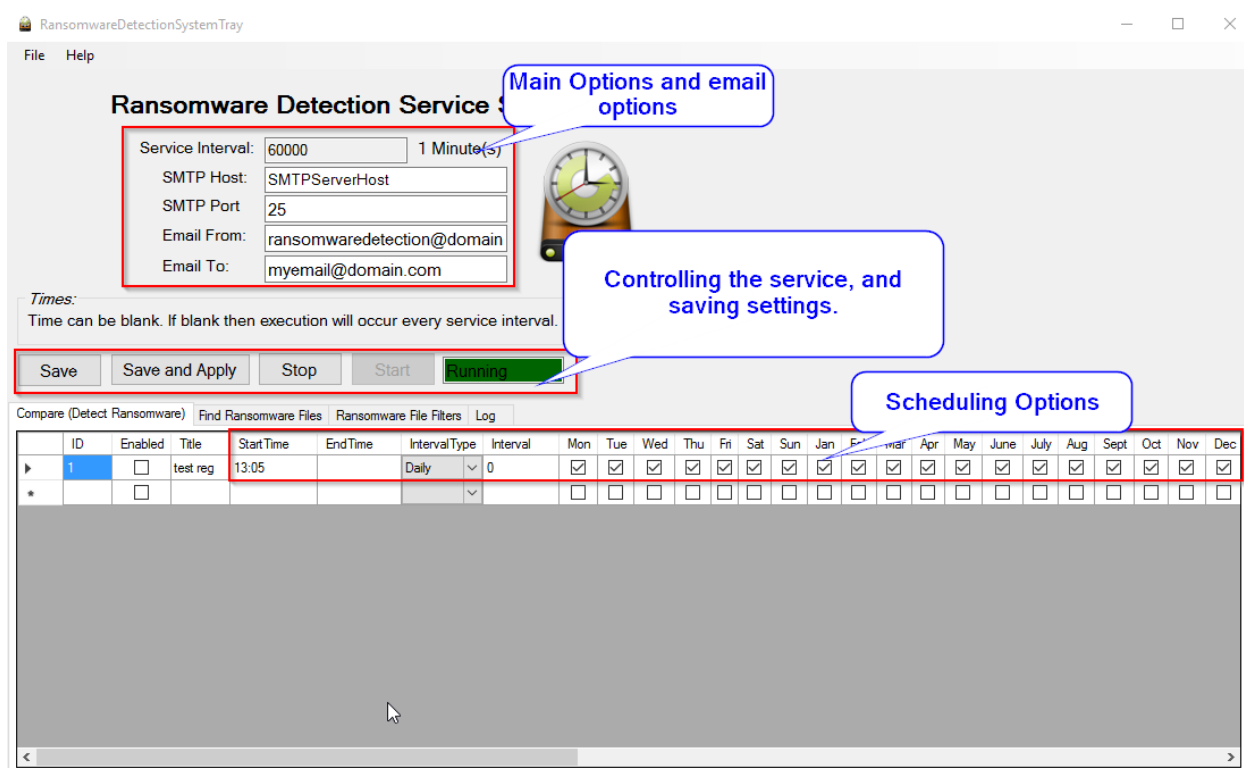 RansomwareDetectionSystemTray
File Help
Main Options and email
options
Ransomware Detection Service
Service Interval: 60000 1 Minute(s)
SMTP Host: SMTPServerHost
SMTP Port 25
Email From: ransomwaredetection@domain
Email To: myemail@domain.com
Controlling the service, and
saving settings.
Times:
Time can be blank. If blank then execution will occur every service interval.
Save Save and Apply Stop Start Running
Scheduling Options
Compare (Detect Ransomware) Find Ransomware Files Ransomware File Filters Log
ID Enabled Title StartTime EndTime IntervalType Interval Mon Tue Wed Thu Fri Sat Sun Jan Feb Mar Apr May June July Aug Sept Oct Nov Dec
1 test reg 13:05 Daily 0